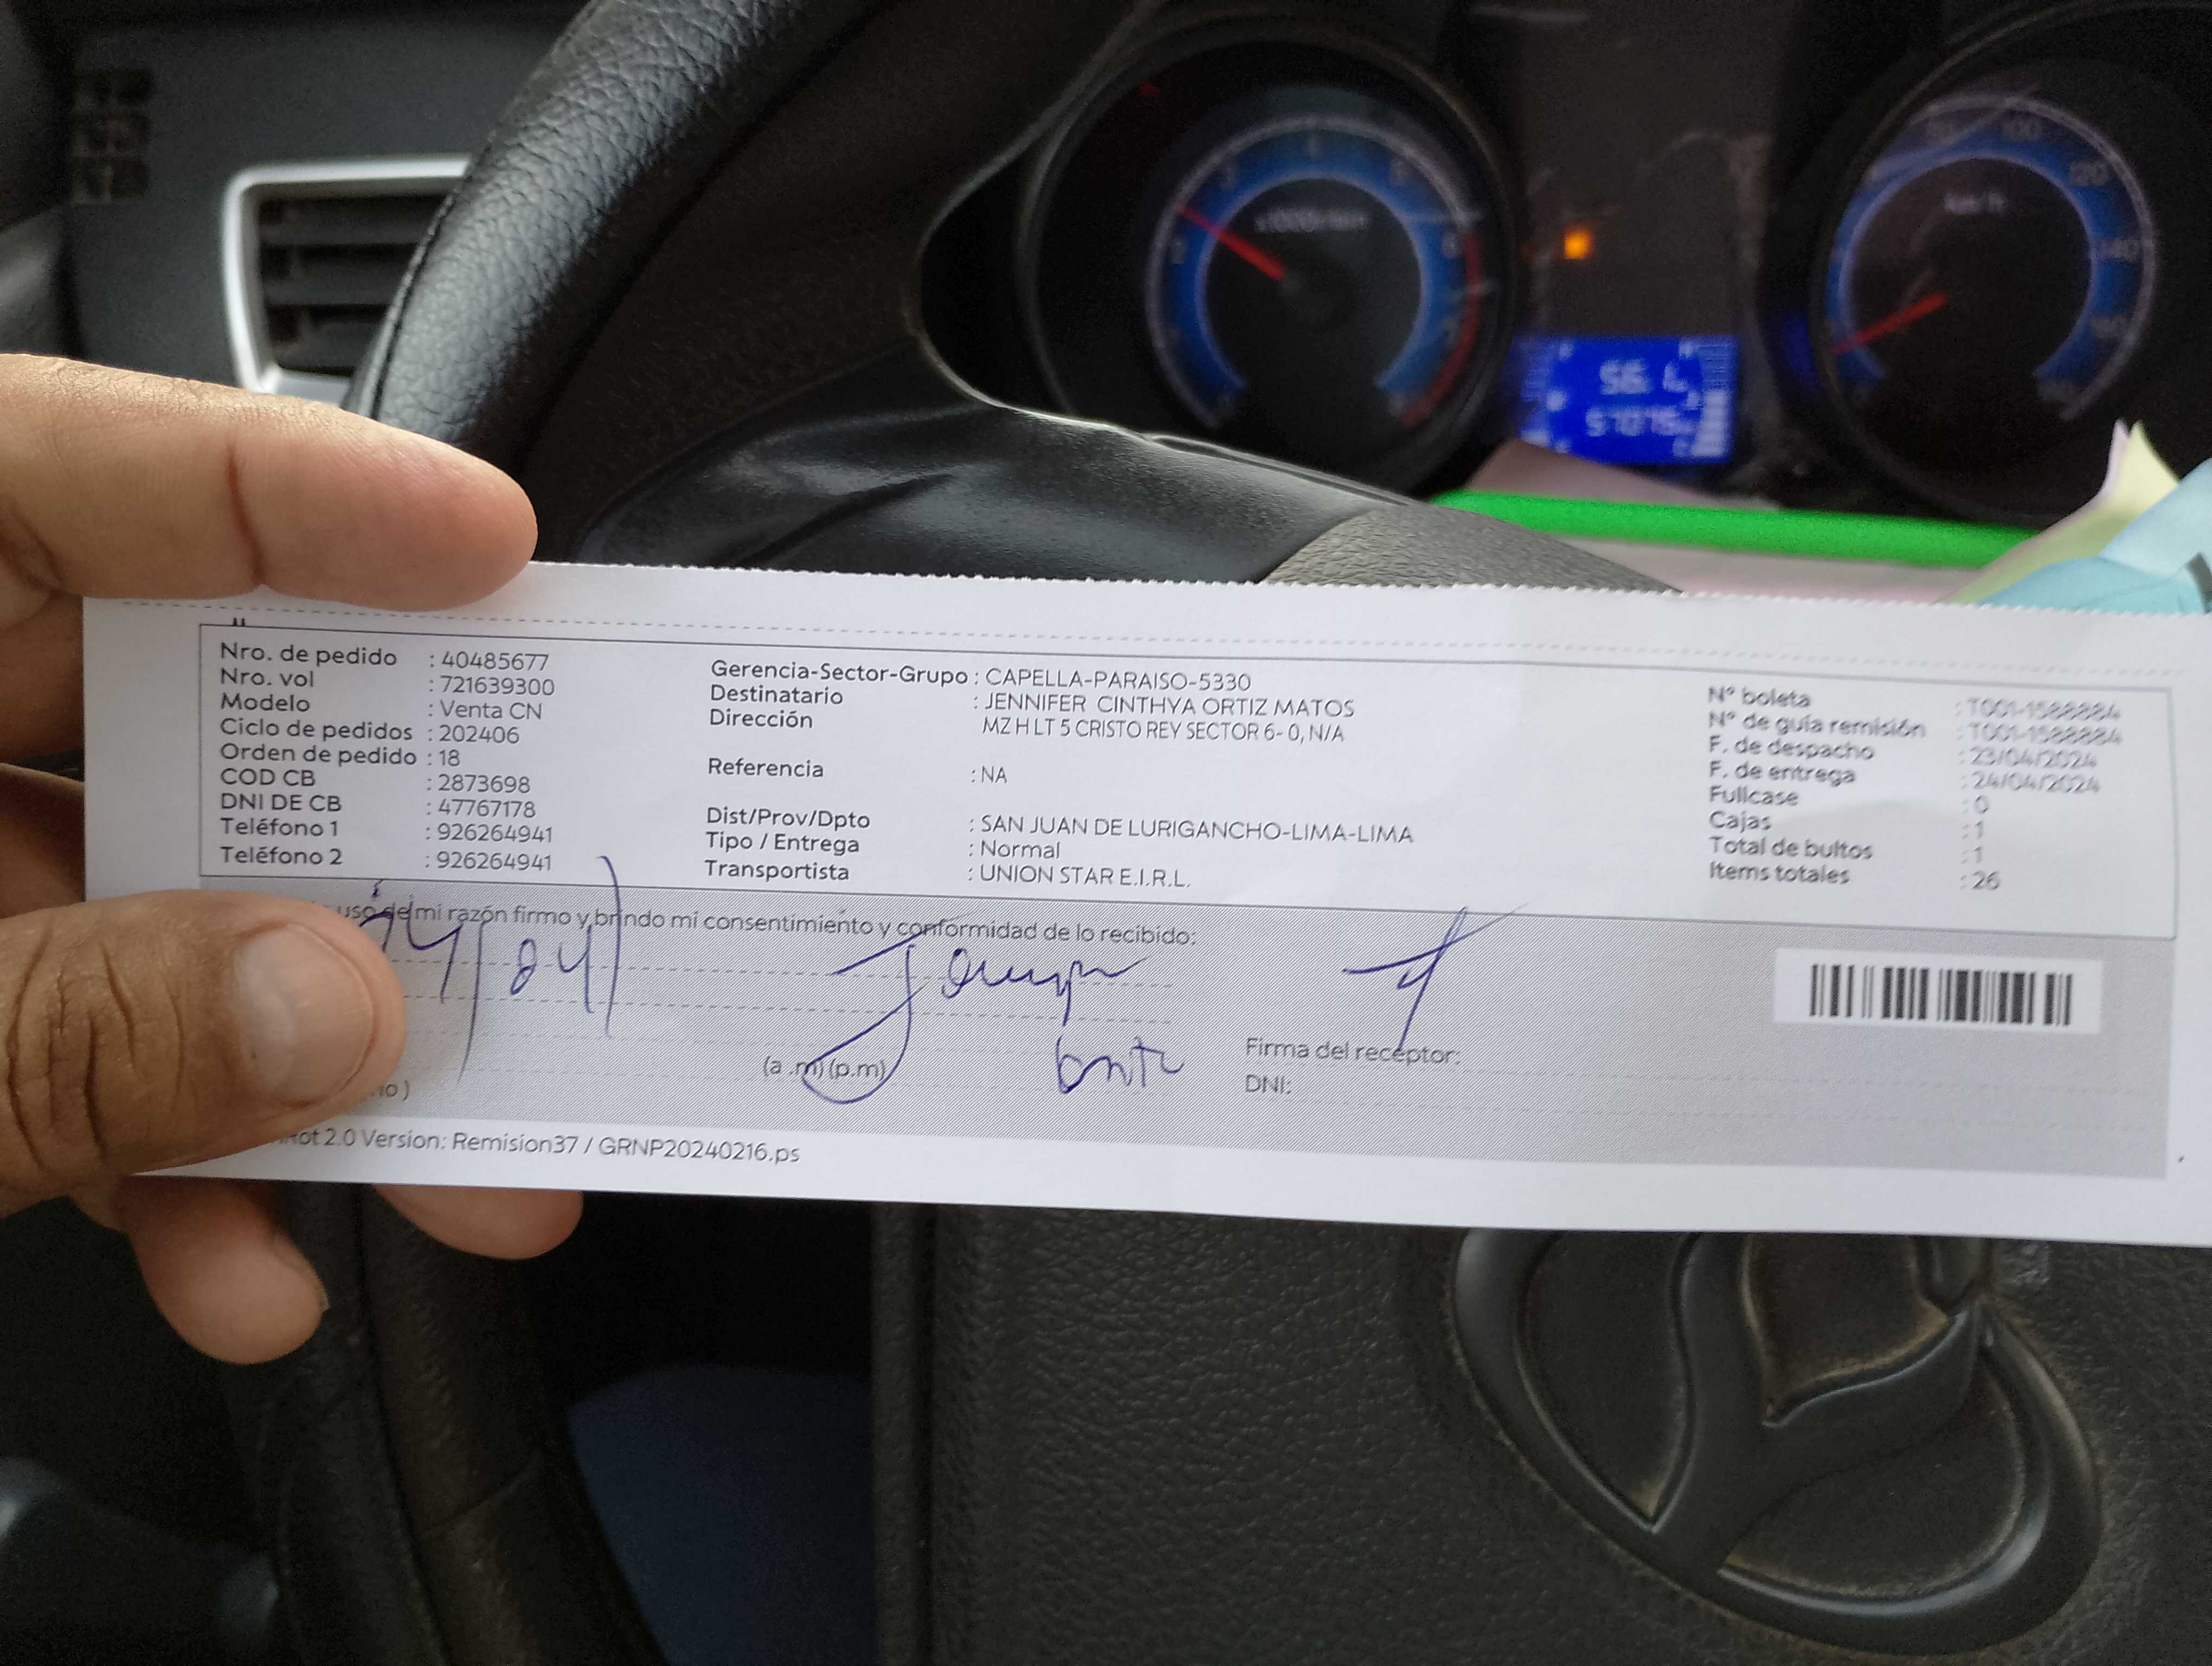 Nro. de pedido : 40485677
Nro. vol : 721639300
Modelo : Venta CN
Ciclo de pedidos : 202406
Orden de pedido : 18
COD CB : 2873698
DNI DE CB : 47767178
Teléfono 1 : 926264941
Teléfono 2 : 926264941
Gerencia-Sector-Grupo : CAPELLA-PARAISO-5330
Destinatario : JENNIFER CINTHYA ORTIZ MATOS
Dirección MZ H LT 5 CRISTO REY SECTOR 6- 0, N/A
Referencia : NA
Dist/Prov/Dpto : SAN JUAN DE LURIGANCHO-LIMA-LIMA
Tipo / Entrega : Normal
Transportista : UNION STAR E.I.R.L.
N° boleta : T001-1588884
N° de guía remisión : T001-1588884
F. de despacho : 23/04/2024
F. de entrega : 24/04/2024
Fullcase : 0
Cajas : 1
Total de bultos : 1
Items totales : 26
uso de mi razón firmo y brindo mi consentimiento y conformidad de lo recibido:
24/04/
(a .m) (p.m)
Firma del receptor:
DNI:
2.0 Version: Remision37 / GRNP20240216.ps
100
120
140